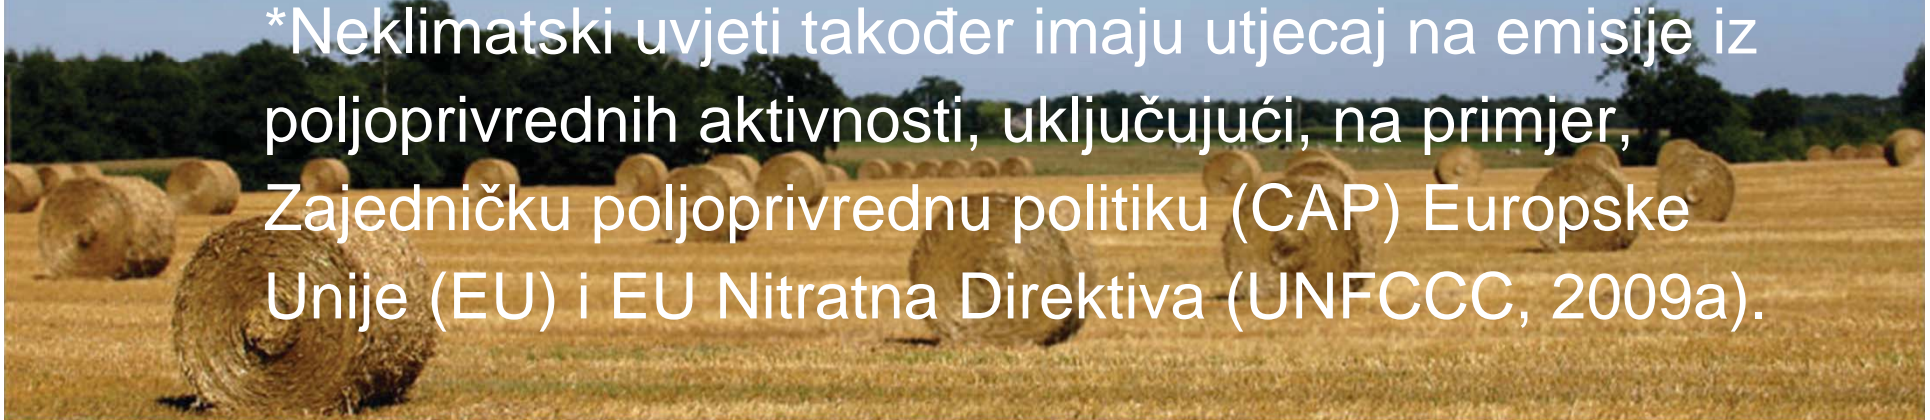 *Neklimatski uvjeti također imaju utjecaj na emisije iz
poljoprivrednih aktivnosti, uključujući, na primjer,
Zajedničku poljoprivrednu politiku (CAP) Europske
Unije (EU) i EU Nitratna Direktiva (UNFCCC, 2009a).